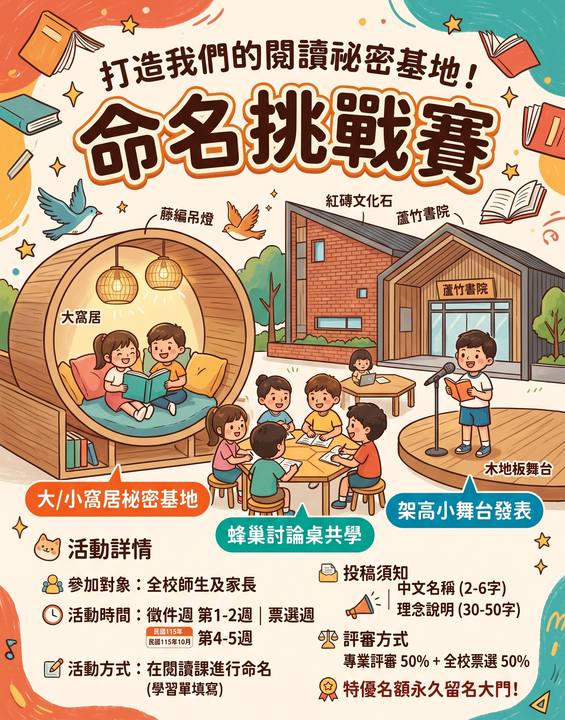 打造我們的閱讀祕密基地！
命名挑戰賽
藤編吊燈
紅磚文化石
蘆竹書院
蘆竹書院
大窩居
木地板舞台
大/小窩居祕密基地
蜂巢討論桌共學
架高小舞台發表
活動詳情
參加對象：全校師生及家長
活動時間：徵件週 第1-2週｜票選週
民國115年
民國115年10月
第4-5週
活動方式：在閱讀課進行命名
(學習單填寫)
投稿須知
中文名稱 (2-6字)
理念說明 (30-50字)
評審方式
專業評審 50% + 全校票選 50%
特優名額永久留名大門！